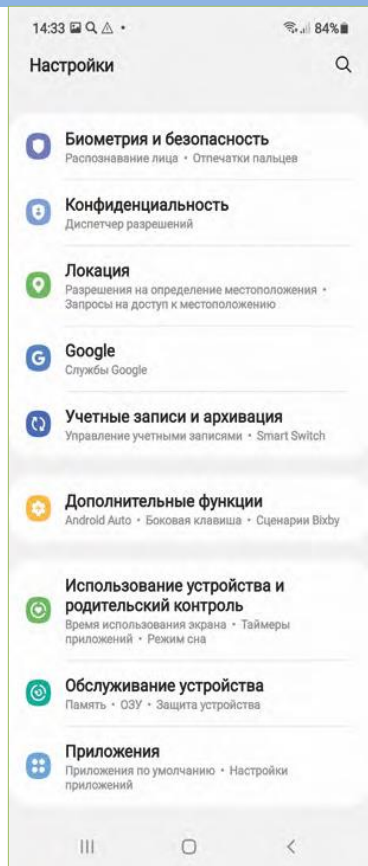 14:33
84%
Настройки
Биометрия и безопасность
Распознавание лица • Отпечатки пальцев
Конфиденциальность
Диспетчер разрешений
Локация
Разрешения на определение местоположения •
Запросы на доступ к местоположению
Google
Службы Google
Учетные записи и архивация
Управление учетными записями • Smart Switch
Дополнительные функции
Android Auto • Боковая клавиша • Сценарии Bixby
Использование устройства и
родительский контроль
Время использования экрана • Таймеры
приложений • Режим сна
Обслуживание устройства
Память • ОЗУ • Защита устройства
Приложения
Приложения по умолчанию • Настройки
приложений